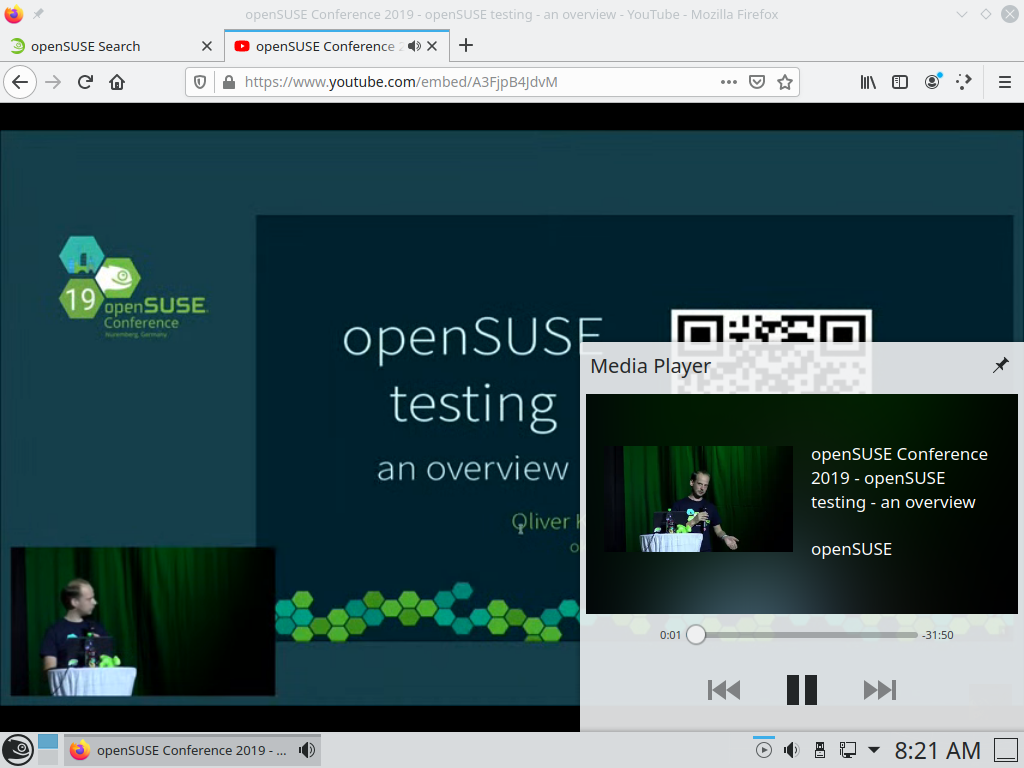 openSUSE Conference 2019 - openSUSE testing - an overview - YouTube - Mozilla Firefox
openSUSE Search
openSUSE Conference 2
https://www.youtube.com/embed/A3FjpB4JdvM
19
openSUSE
Conference
Nuremberg, Germany
openSUSE
testing
an overview
Oliver
Media Player
openSUSE Conference
2019 - openSUSE
testing - an overview
openSUSE
0:01
-31:50
openSUSE Conference 2019 - ...
8:21 AM